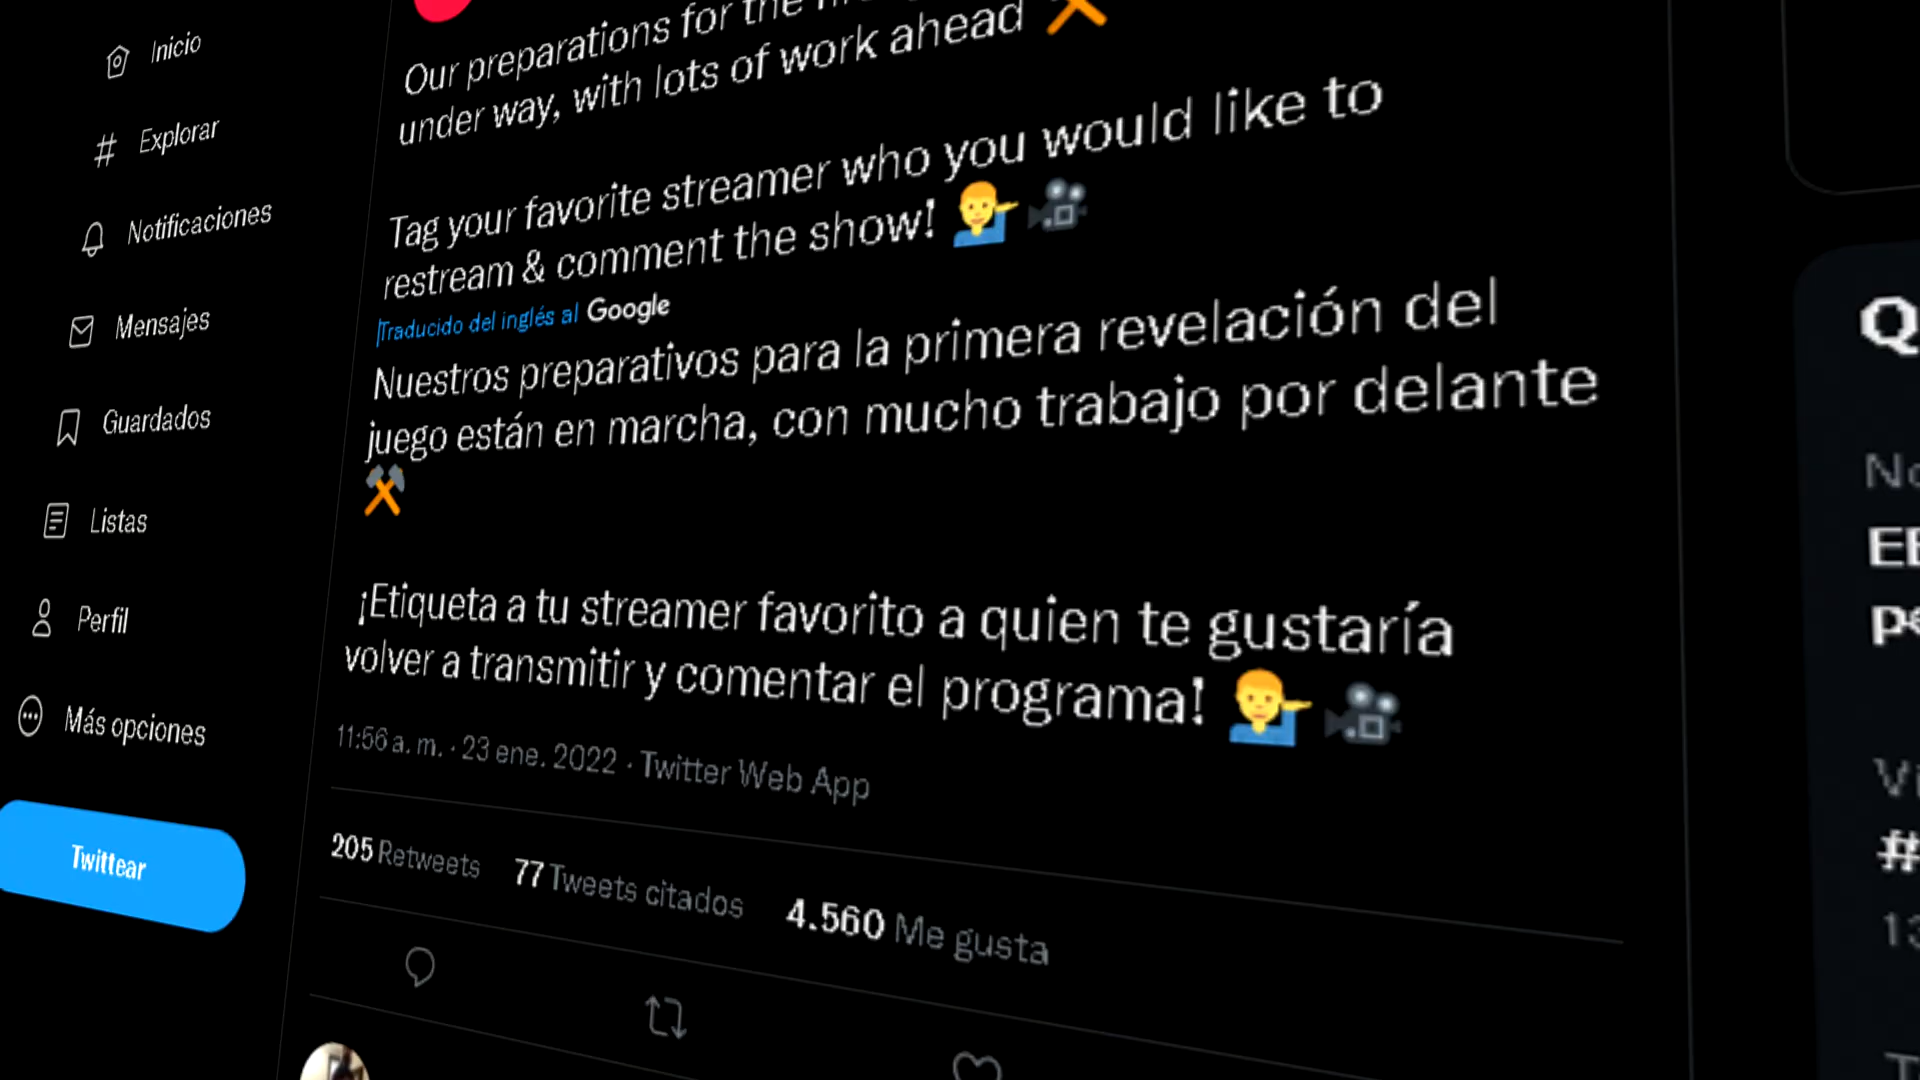 Inicio
Explorar
Notificaciones
Mensajes
Guardados
Listas
Perfil
Más opciones
Twittear
Our preparations for the
under way, with lots of work ahead
Tag your favorite streamer who you would like to
restream & comment the show!
Traducido del inglés al Google
Nuestros preparativos para la primera revelación del
juego están en marcha, con mucho trabajo por delante
¡Etiqueta a tu streamer favorito a quien te gustaría
volver a transmitir y comentar el programa!
11:56 a. m. · 23 ene. 2022 · Twitter Web App
205 Retweets 77 Tweets citados 4.560 Me gusta
#